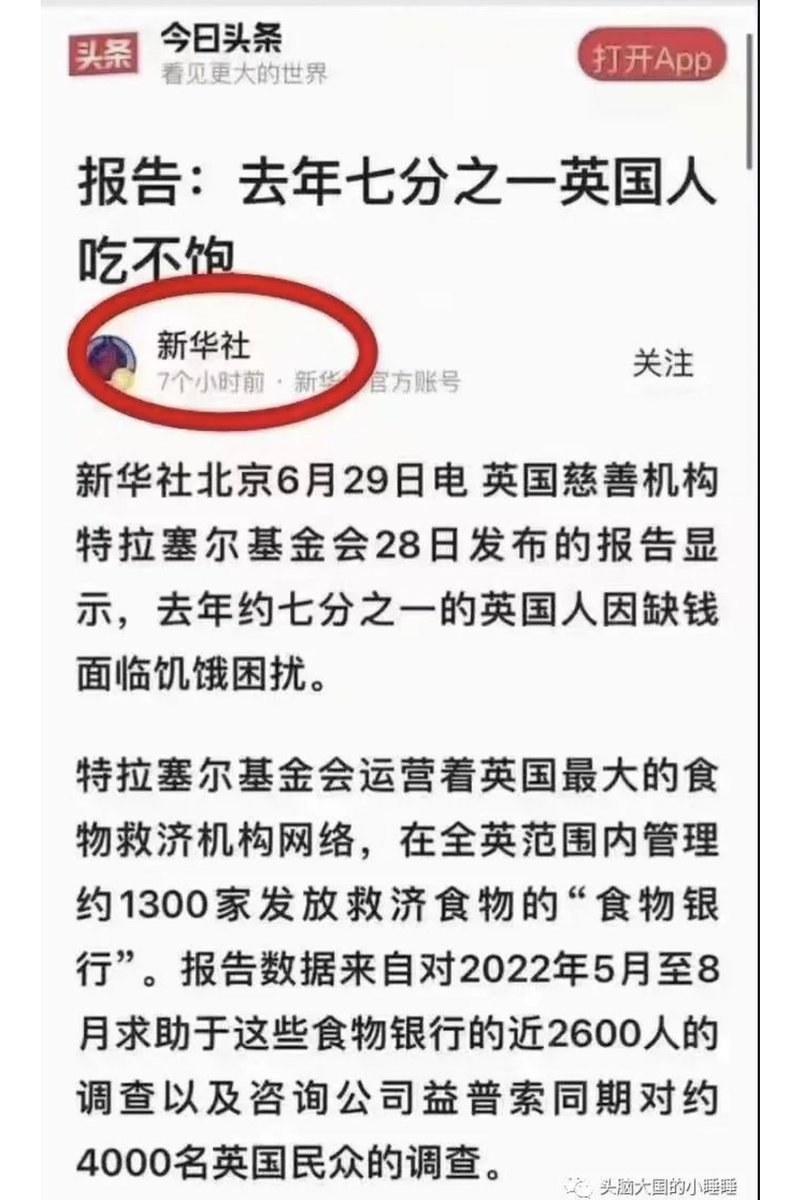 头条
今日头条
看见更大的世界
打开App
报告：去年七分之一英国人
吃不饱
新华社
7个小时前 · 新华社官方账号
关注
新华社北京6月29日电 英国慈善机构
特拉塞尔基金会28日发布的报告显
示，去年约七分之一的英国人因缺钱
面临饥饿困扰。
特拉塞尔基金会运营着英国最大的食
物救济机构网络，在全英范围内管理
约1300家发放救济食物的“食物银
行”。报告数据来自对2022年5月至8
月求助于这些食物银行的近2600人的
调查以及咨询公司益普索同期对约
4000名英国民众的调查。
头脑大国的小睡睡